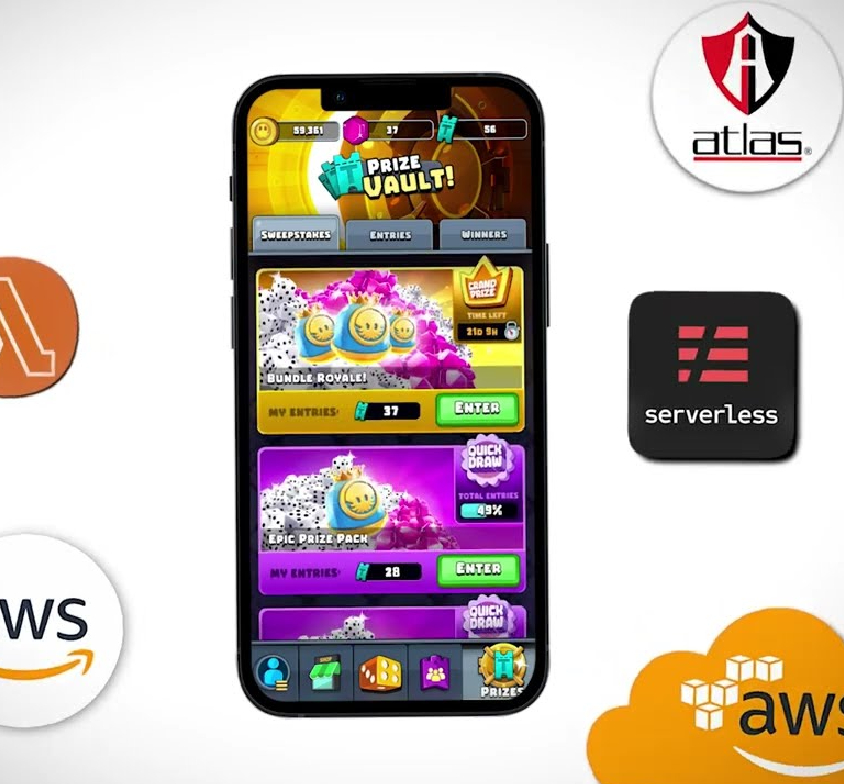 atlas®
59,361
37
56
PRIZE
VAULT!
SWEEPSTAKES
ENTRIES
WINNERS
GRAND
PRIZE
TIME LEFT
21D 9H
BUNDLE ROYALE!
MY ENTRIES:
37
ENTER
serverless
QUICK
DRAW
TOTAL ENTRIES
49%
EPIC PRIZE PACK
MY ENTRIES:
28
ENTER
ws
QUICK
DRAW
SHOP
PRIZES
aws